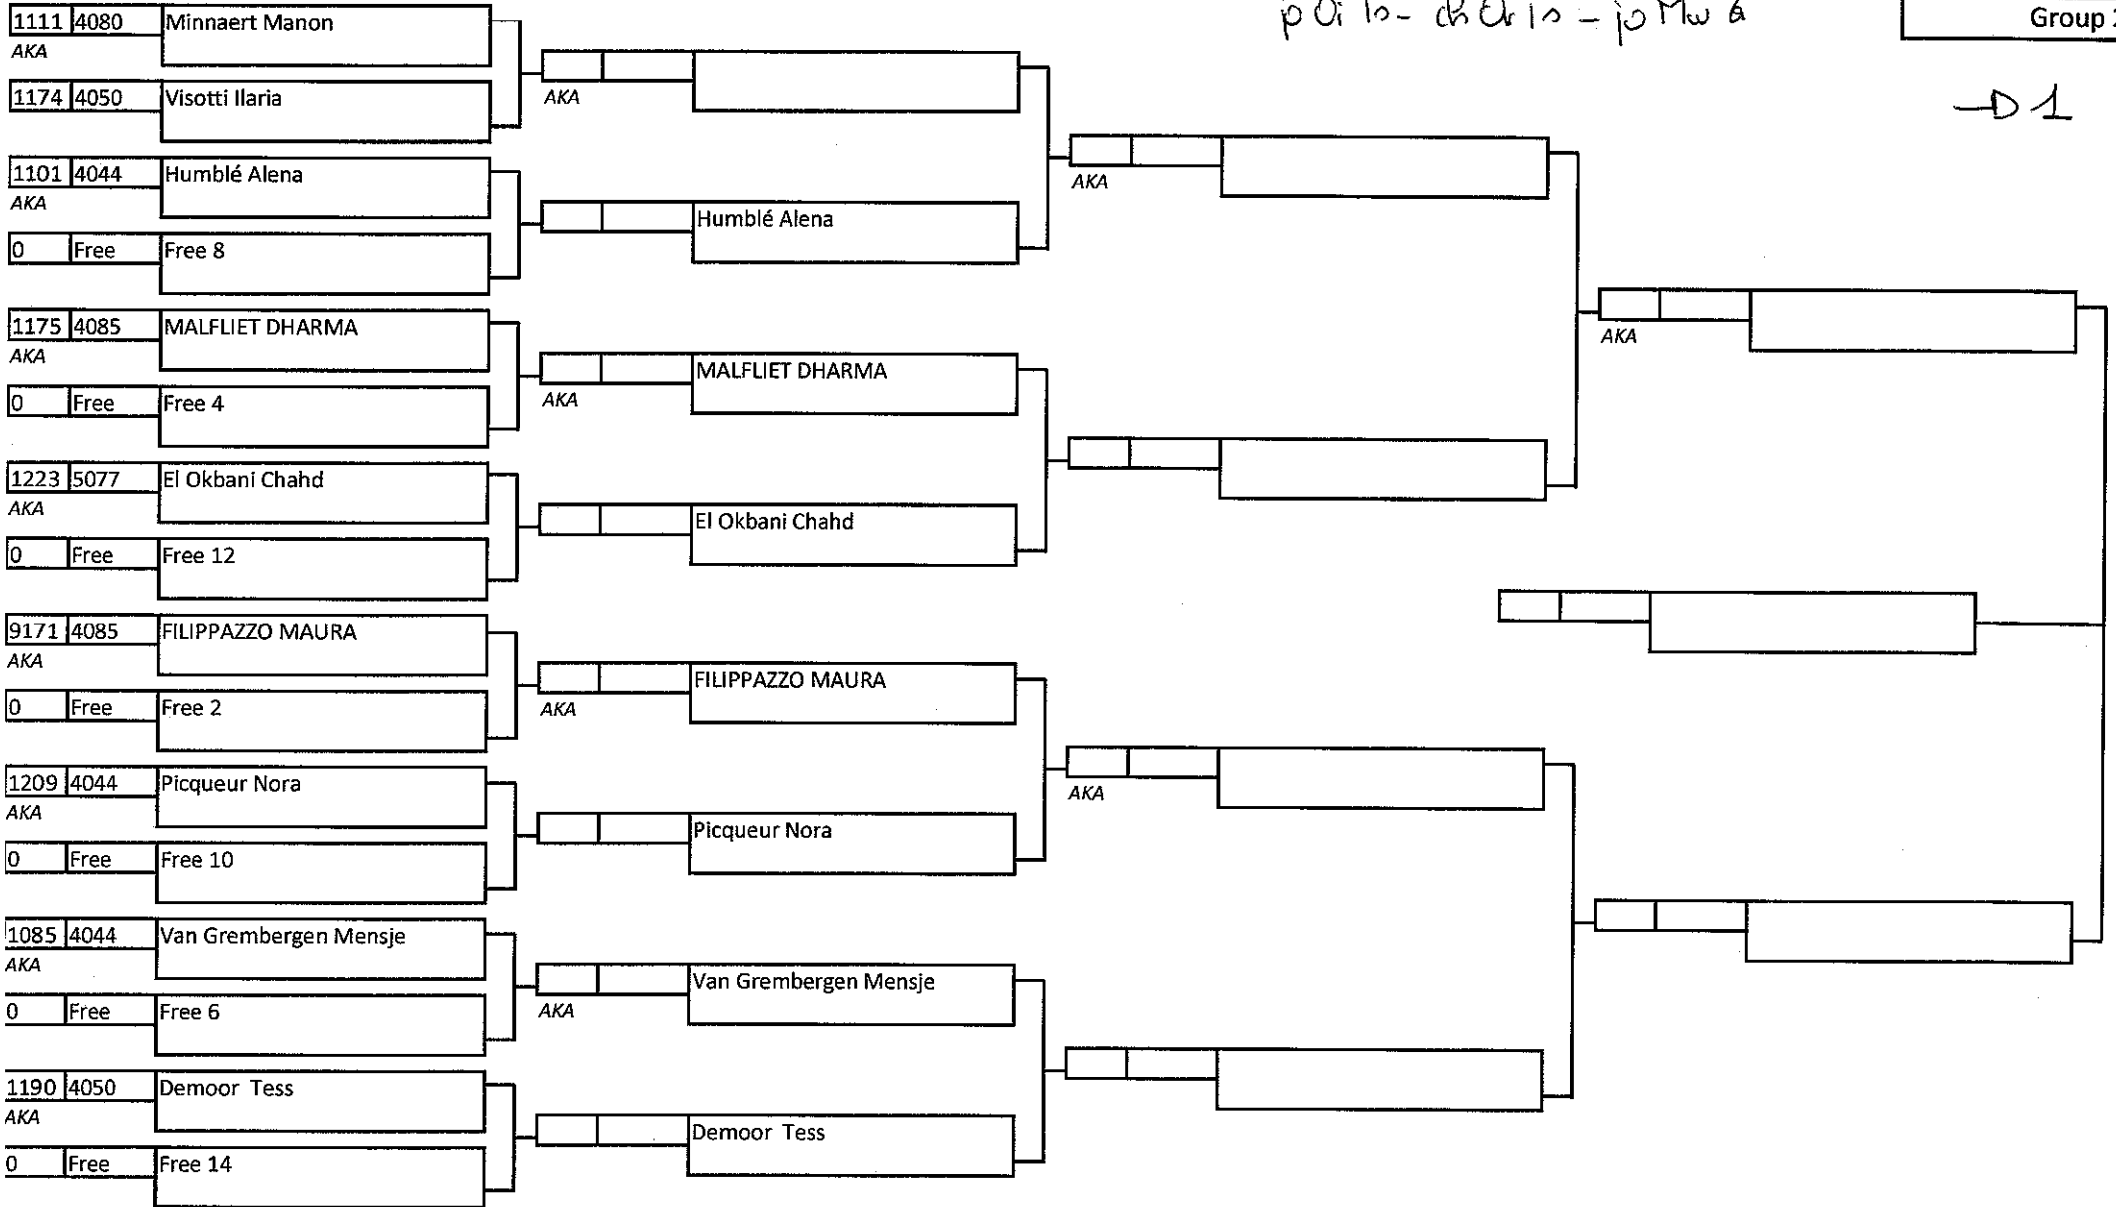 Group
→ 1
1111 4080 Minnaert Manon
AKA
1174 4050 Visotti Ilaria
AKA
1101 4044 Humblé Alena
AKA
AKA
Humblé Alena
0 Free Free 8
1175 4085 MALFLIET DHARMA
AKA
AKA
MALFLIET DHARMA
AKA
0 Free Free 4
1223 5077 El Okbani Chahd
AKA
El Okbani Chahd
0 Free Free 12
9171 4085 FILIPPAZZO MAURA
AKA
FILIPPAZZO MAURA
0 Free Free 2
AKA
1209 4044 Picqueur Nora
AKA
AKA
Picqueur Nora
0 Free Free 10
1085 4044 Van Grembergen Mensje
AKA
Van Grembergen Mensje
0 Free Free 6
AKA
1190 4050 Demoor Tess
AKA
Demoor Tess
0 Free Free 14